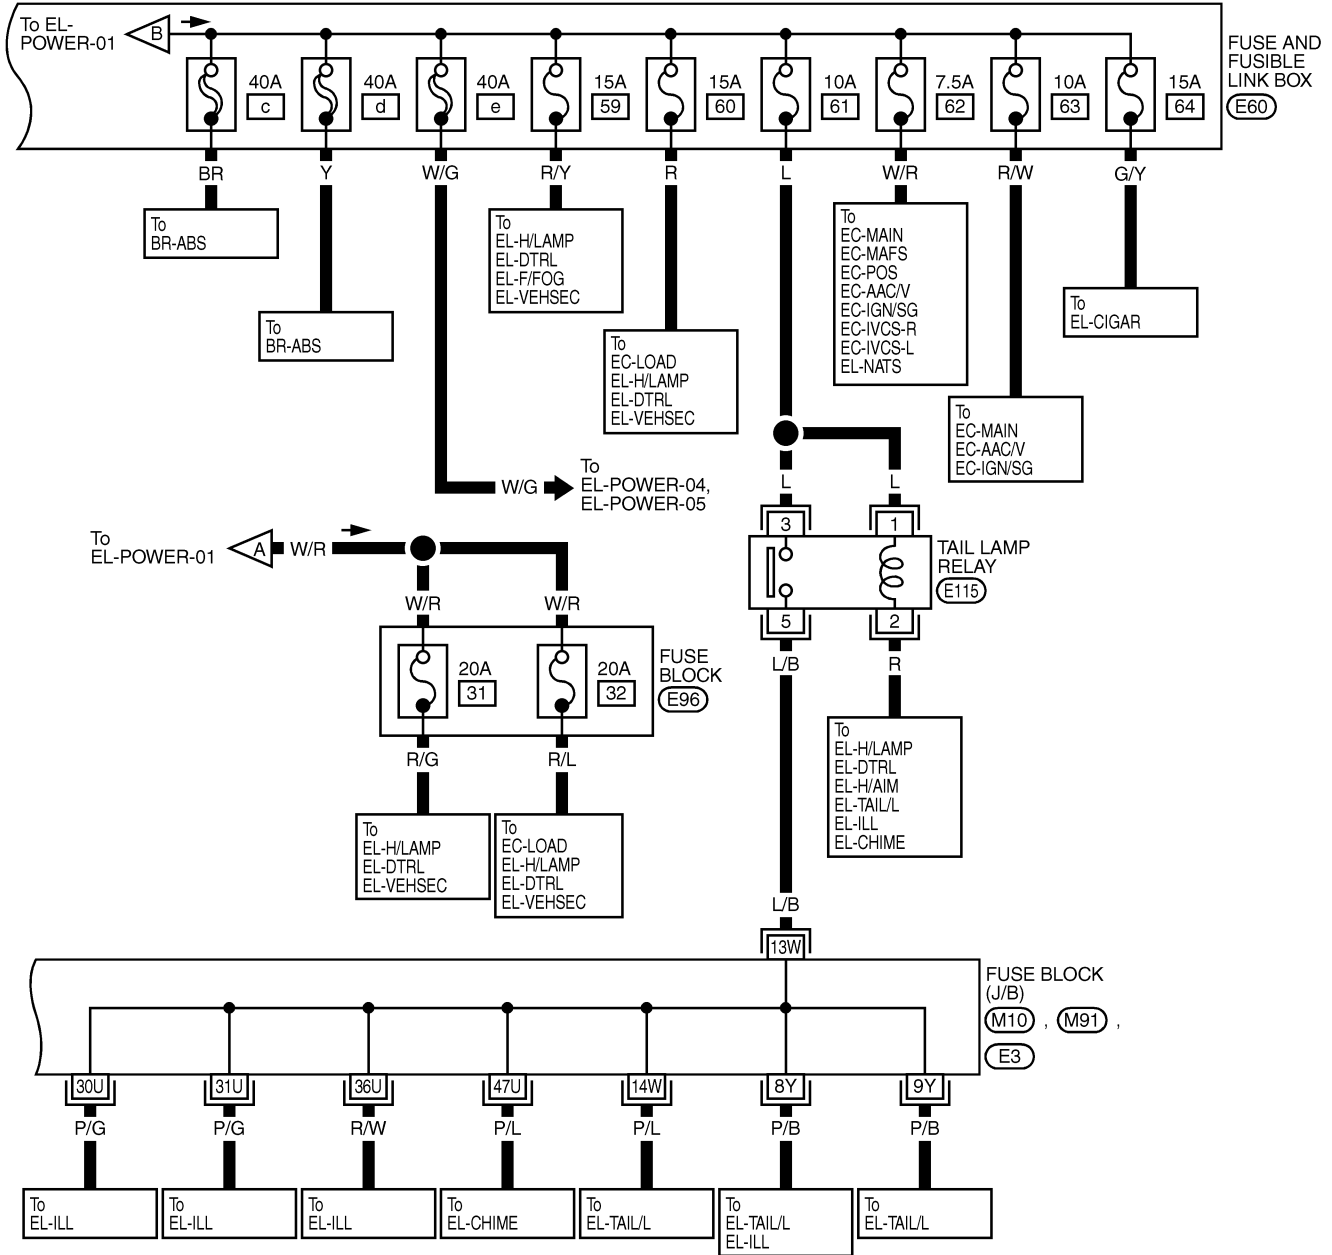 To EL-
POWER-01
B
40A
c
40A
d
40A
e
15A
59
15A
60
10A
61
7.5A
62
10A
63
15A
64
FUSE AND
FUSIBLE
LINK BOX
E60
BR
Y
W/G
R/Y
R
L
W/R
R/W
G/Y
To
BR-ABS
To
BR-ABS
To
EL-H/LAMP
EL-DTRL
EL-F/FOG
EL-VEHSEC
To
EC-LOAD
EL-H/LAMP
EL-DTRL
EL-VEHSEC
To
EC-MAIN
EC-MAFS
EC-POS
EC-AAC/V
EC-IGN/SG
EC-IVCS-R
EC-IVCS-L
EL-NATS
To
EC-MAIN
EC-AAC/V
EC-IGN/SG
To
EL-CIGAR
W/G
To
EL-POWER-04,
EL-POWER-05
L
L
3
1
TAIL LAMP
RELAY
E115
5
2
L/B
R
To
EL-H/LAMP
EL-DTRL
EL-H/AIM
EL-TAIL/L
EL-ILL
EL-CHIME
To
EL-POWER-01
A
W/R
W/R
W/R
20A
31
20A
32
FUSE
BLOCK
E96
R/G
R/L
To
EL-H/LAMP
EL-DTRL
EL-VEHSEC
To
EC-LOAD
EL-H/LAMP
EL-DTRL
EL-VEHSEC
L/B
13W
FUSE BLOCK
(J/B)
M10 , M91 ,
E3
30U
31U
36U
47U
14W
8Y
9Y
P/G
P/G
R/W
P/L
P/L
P/B
P/B
To
EL-ILL
To
EL-ILL
To
EL-ILL
To
EL-CHIME
To
EL-TAIL/L
To
EL-TAIL/L
EL-ILL
To
EL-TAIL/L